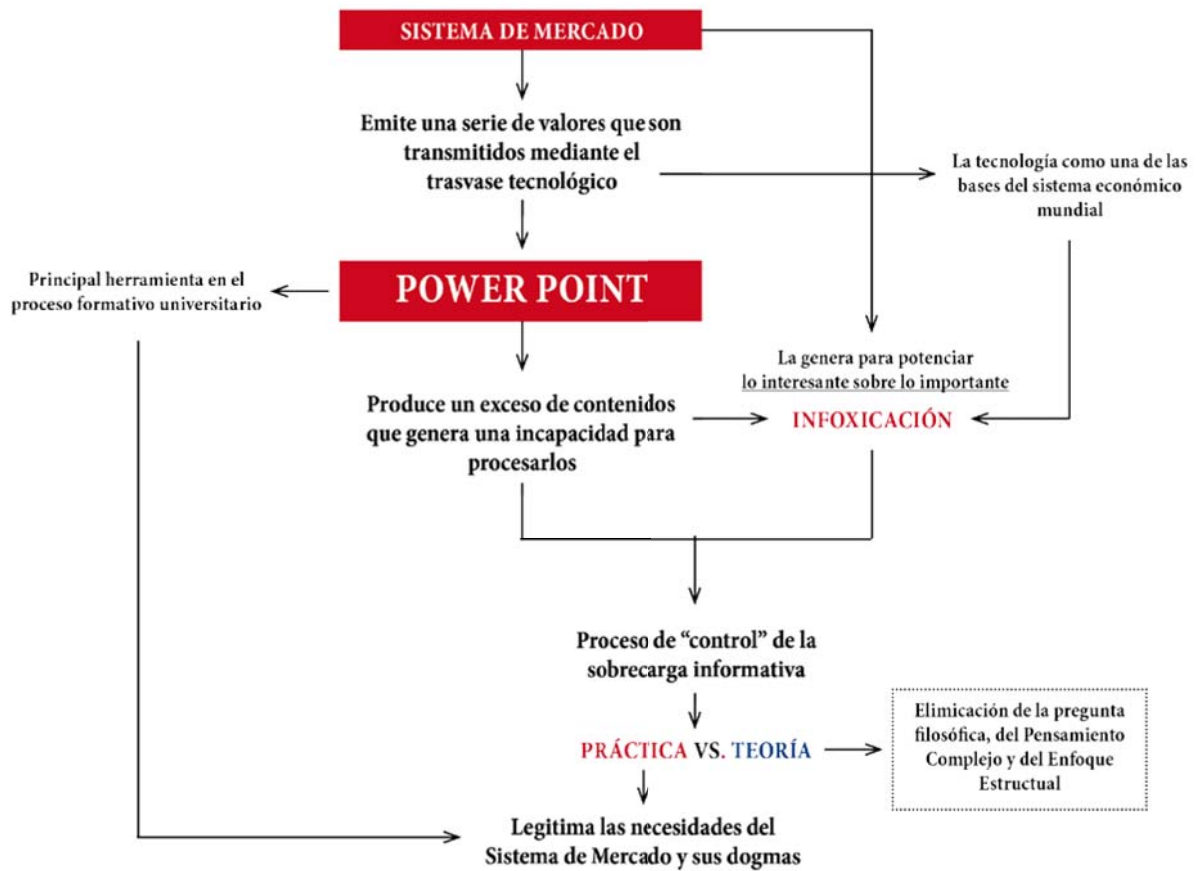 SISTEMA DE MERCADO
Emite una serie de valores que son
transmitidos mediante el
trasvase tecnológico
La tecnología como una de las
bases del sistema económico
mundial
Principal herramienta en el
proceso formativo universitario
POWER POINT
La genera para potenciar
lo interesante sobre lo importante
INFOXICACIÓN
Produce un exceso de contenidos
que genera una incapacidad para
procesarlos
Proceso de “control” de la
sobrecarga informativa
PRÁCTICA VS. TEORÍA
Elimicación de la pregunta
filosófica, del Pensamiento
Complejo y del Enfoque
Estructual
Legitima las necesidades del
Sistema de Mercado y sus dogmas